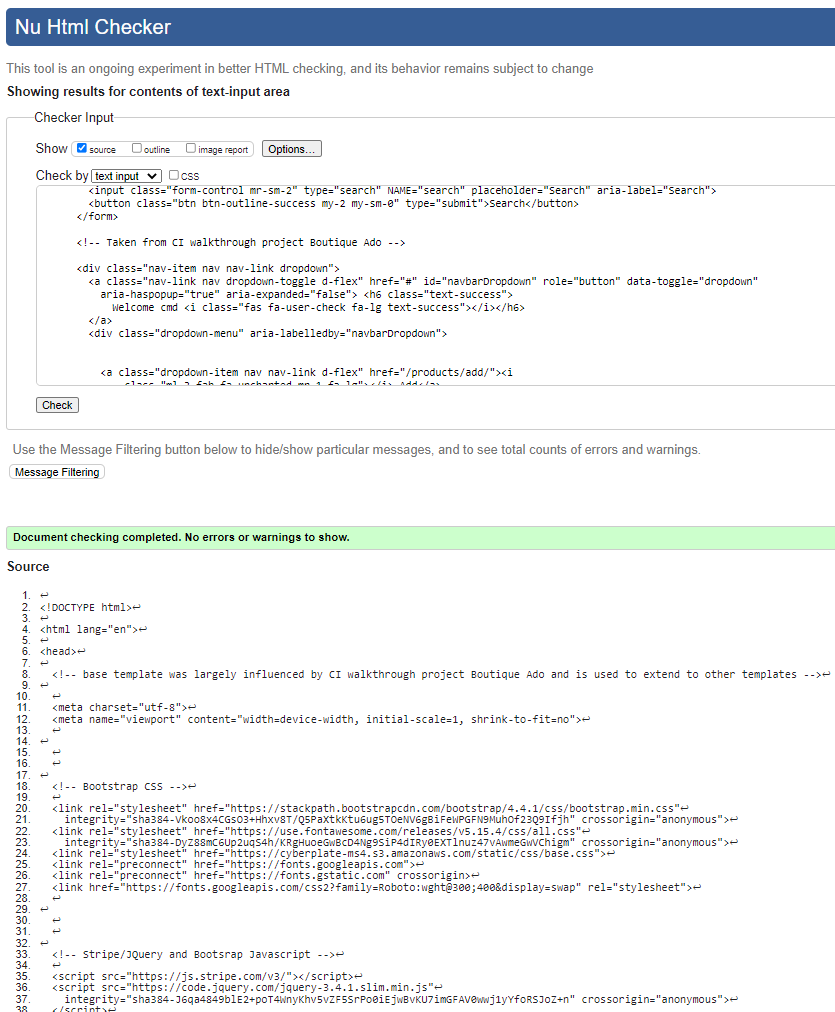 Nu Html Checker
This tool is an ongoing experiment in better HTML checking, and its behavior remains subject to change
Showing results for contents of text-input area
Checker Input
Show source outline image report Options...
Check by text input CSS
<input class="form-control mr-sm-2" type="search" NAME="search" placeholder="Search" aria-label="Search">
<button class="btn btn-outline-success my-2 my-sm-0" type="submit">Search</button>
</form>
<!-- Taken from CI walkthrough project Boutique Ado -->
<div class="nav-item nav nav-link dropdown">
<a class="nav-link nav dropdown-toggle d-flex" href="#" id="navbarDropdown" role="button" data-toggle="dropdown"
aria-haspopup="true" aria-expanded="false"> <h6 class="text-success">
Welcome cmd <i class="fas fa-user-check fa-lg text-success"></i></h6>
</a>
<div class="dropdown-menu" aria-labelledby="navbarDropdown">
<a class="dropdown-item nav nav-link d-flex" href="/products/add/"><i
class="ml-2 fab fa-uncharted mr-1 fa-lg"></i> Add</a>
Check
Use the Message Filtering button below to hide/show particular messages, and to see total counts of errors and warnings.
Message Filtering
Document checking completed. No errors or warnings to show.
Source
1. ↩
2. <!DOCTYPE html>↩
3. ↩
4. <html lang="en">↩
5. ↩
6. <head>↩
7. ↩
8. <!-- base template was largely influenced by CI walkthrough project Boutique Ado and is used to extend to other templates -->↩
9. ↩
10. ↩
11. <meta charset="utf-8">↩
12. <meta name="viewport" content="width=device-width, initial-scale=1, shrink-to-fit=no">↩
13. ↩
14. ↩
15. ↩
16. ↩
17. ↩
18. <!-- Bootstrap CSS -->↩
19. ↩
20. <link rel="stylesheet" href="https://stackpath.bootstrapcdn.com/bootstrap/4.4.1/css/bootstrap.min.css"↩
21. integrity="sha384-Vkoo8x4CGsO3+Hhxv8T/Q5PaXtkKtu6ug5TOeNV6gBiFeWPGFN9MuhOf23Q9Ifjh" crossorigin="anonymous">↩
22. <link rel="stylesheet" href="https://use.fontawesome.com/releases/v5.15.4/css/all.css"↩
23. integrity="sha384-DyZ88mC6Up2uqS4h/KRgHuoeGwBcD4Ng9SiP4dIRy0EXTlnuz47vAwmeGwVChigm" crossorigin="anonymous">↩
24. <link rel="stylesheet" href="https://cyberplate-ms4.s3.amazonaws.com/static/css/base.css">↩
25. <link rel="preconnect" href="https://fonts.googleapis.com">↩
26. <link rel="preconnect" href="https://fonts.gstatic.com" crossorigin>↩
27. <link href="https://fonts.googleapis.com/css2?family=Roboto:wght@300;400&display=swap" rel="stylesheet">↩
28. ↩
29. ↩
30. ↩
31. ↩
32. ↩
33. <!-- Stripe/JQuery and Bootsrap Javascript -->↩
34. ↩
35. <script src="https://js.stripe.com/v3/"></script>↩
36. <script src="https://code.jquery.com/jquery-3.4.1.slim.min.js"↩
37. integrity="sha384-J6qa4849blE2+poT4WnyKhv5vZF5SrPo0iEjwBvKU7imGFAV0wwj1yYfoRSJoZ+n" crossorigin="anonymous">↩
38. </script>↩